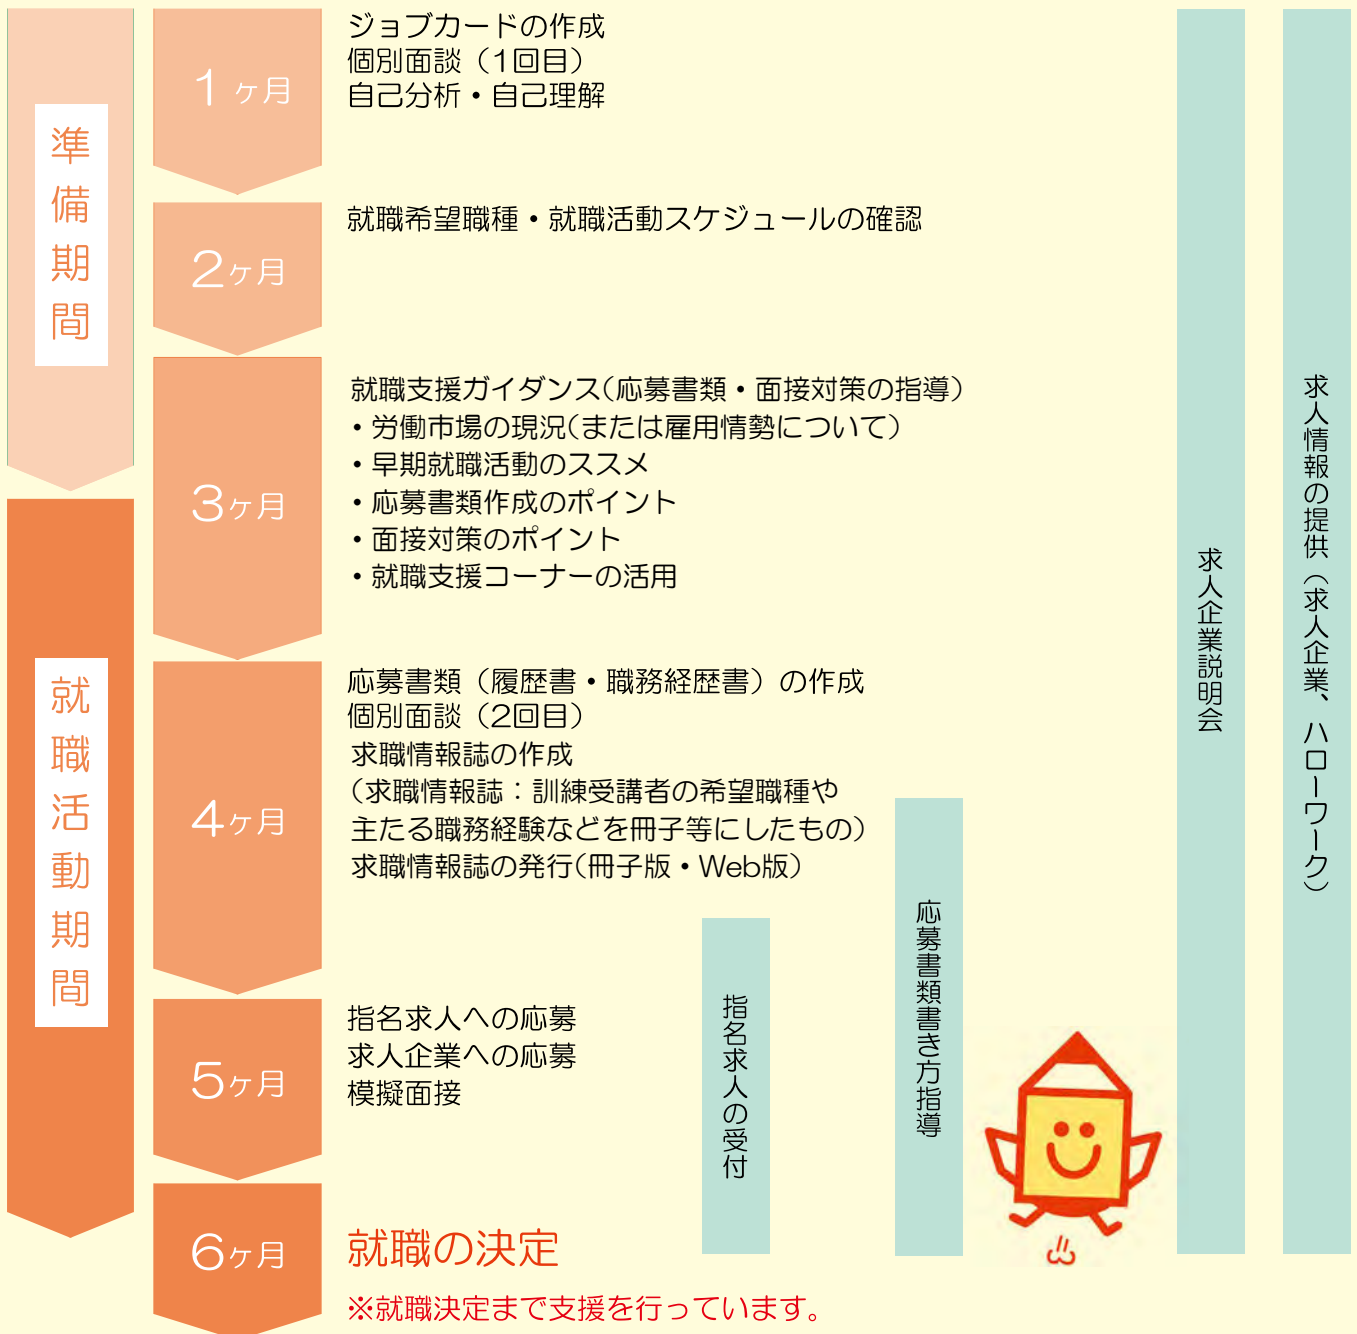 準備期間
1ヶ月
ジョブカードの作成
個別面談（1回目）
自己分析・自己理解
2ヶ月
就職希望職種・就職活動スケジュールの確認
3ヶ月
就職支援ガイダンス(応募書類・面接対策の指導)
・労働市場の現況(または雇用情勢について)
・早期就職活動のススメ
・応募書類作成のポイント
・面接対策のポイント
・就職支援コーナーの活用
就職活動期間
4ヶ月
応募書類（履歴書・職務経歴書）の作成
個別面談（2回目）
求職情報誌の作成
(求職情報誌：訓練受講者の希望職種や
主たる職務経験などを冊子等にしたもの)
求職情報誌の発行(冊子版・Web版)
5ヶ月
指名求人への応募
求人企業への応募
模擬面接
6ヶ月
就職の決定
※就職決定まで支援を行っています。
指名求人の受付
応募書類書き方指導
求人企業説明会
求人情報の提供（求人企業、ハローワーク）